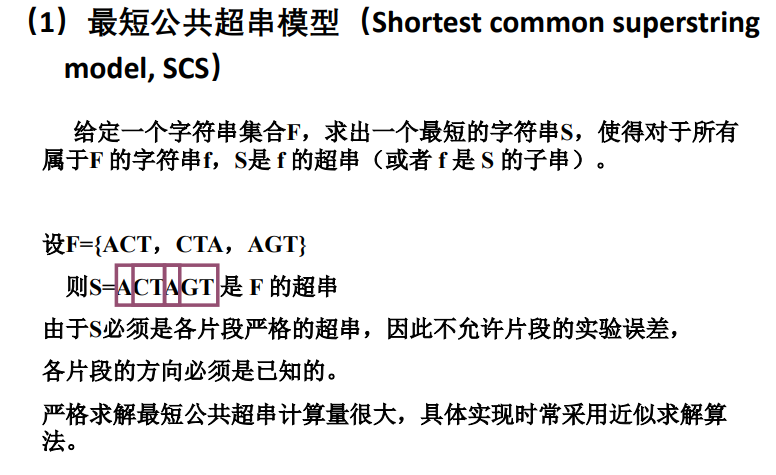 （1）最短公共超串模型（Shortest common superstring
model, SCS）
给定一个字符串集合F，求出一个最短的字符串S，使得对于所有
属于F 的字符串f，S是 f 的超串（或者 f 是 S 的子串）。
设F={ACT，CTA，AGT}
则S=ACTAGT是 F 的超串
由于S必须是各片段严格的超串，因此不允许片段的实验误差，
各片段的方向必须是已知的。
严格求解最短公共超串计算量很大，具体实现时常采用近似求解算
法。